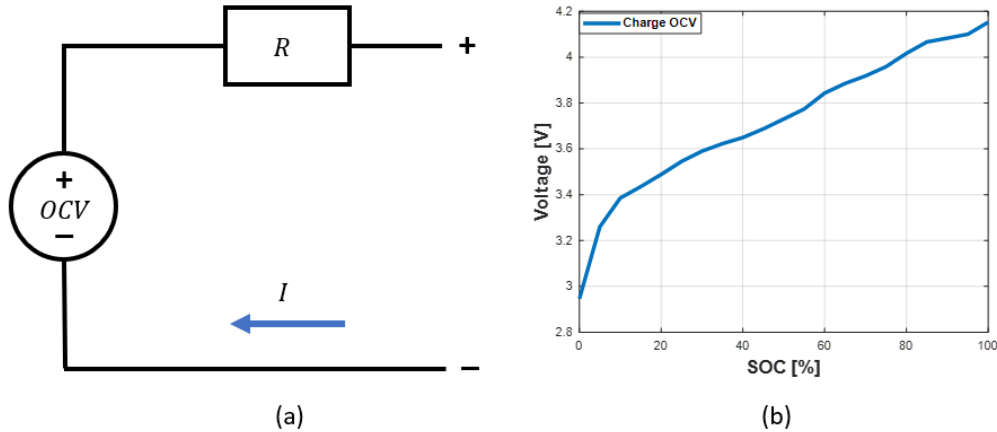 R
+
+
OCV
−
I
−
(a)
Charge OCV
Voltage [V]
4.2
4
3.8
3.6
3.4
3.2
3
2.8
0 20 40 60 80 100
SOC [%]
(b)